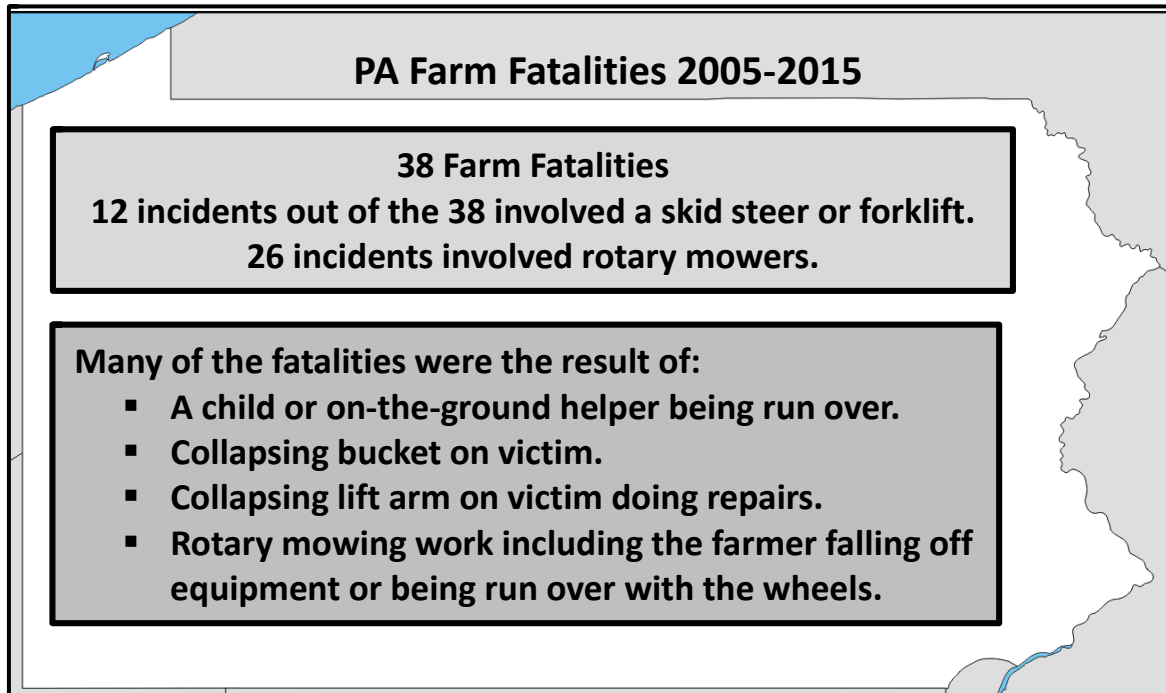 PA Farm Fatalities 2005-2015
38 Farm Fatalities
12 incidents out of the 38 involved a skid steer or forklift.
26 incidents involved rotary mowers.
Many of the fatalities were the result of:
▪ A child or on-the-ground helper being run over.
▪ Collapsing bucket on victim.
▪ Collapsing lift arm on victim doing repairs.
▪ Rotary mowing work including the farmer falling off
equipment or being run over with the wheels.